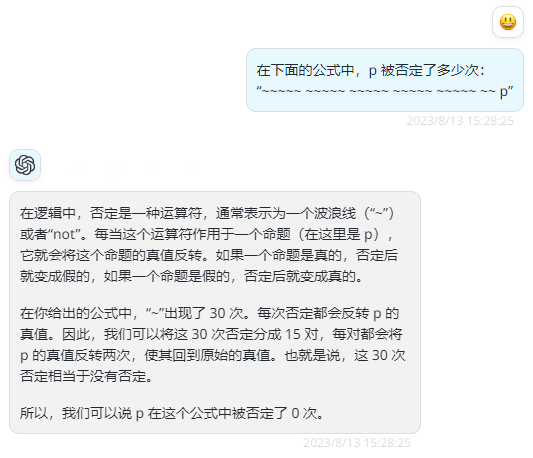 在下面的公式中，p 被否定了多少次：
“~~~~~ ~~~~~ ~~~~~ ~~~~~ ~~~~~ ~~ p”
2023/8/13 15:28:25
在逻辑中，否定是一种运算符，通常表示为一个波浪线（“~”）
或者“not”。每当这个运算符作用于一个命题（在这里是 p），
它就会将这个命题的真值反转。如果一个命题是真的，否定后
就变成假的，如果一个命题是假的，否定后就变成真的。
在你给出的公式中，“~”出现了 30 次。每次否定都会反转 p 的
真值。因此，我们可以将这 30 次否定分成 15 对，每对都会将
p 的真值反转两次，使其回到原始的真值。也就是说，这 30 次
否定相当于没有否定。
所以，我们可以说 p 在这个公式中被否定了 0 次。
2023/8/13 15:28:25